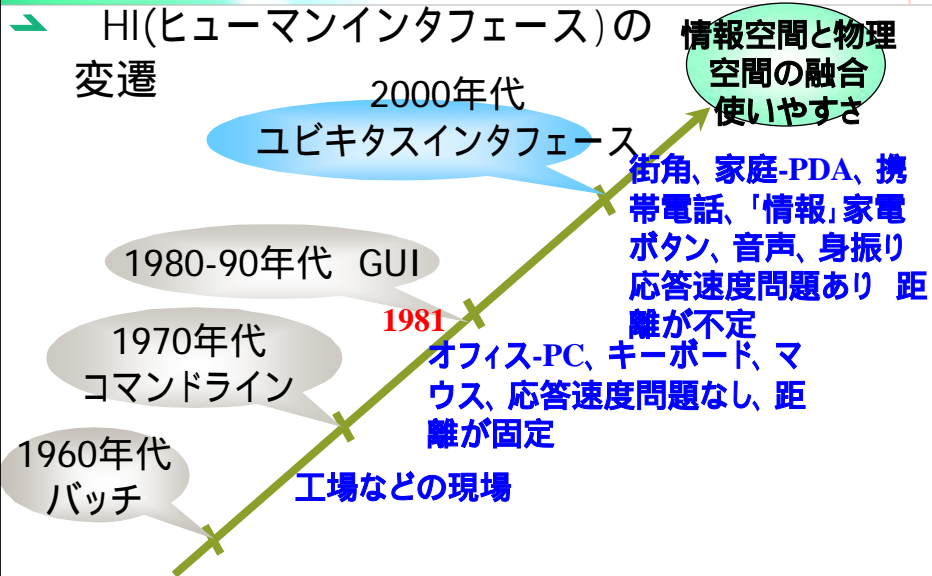 HI(ヒューマンインタフェース)の
変遷
情報空間と物理
空間の融合
使いやすさ
2000年代
ユビキタスインタフェース
街角、家庭-PDA、携
帯電話、「情報」家電
ボタン、音声、身振り
応答速度問題あり 距
離が不定
1980-90年代 GUI
1981
オフィス-PC、キーボード、マ
ウス、応答速度問題なし、距
離が固定
1970年代
コマンドライン
工場などの現場
1960年代
バッチ